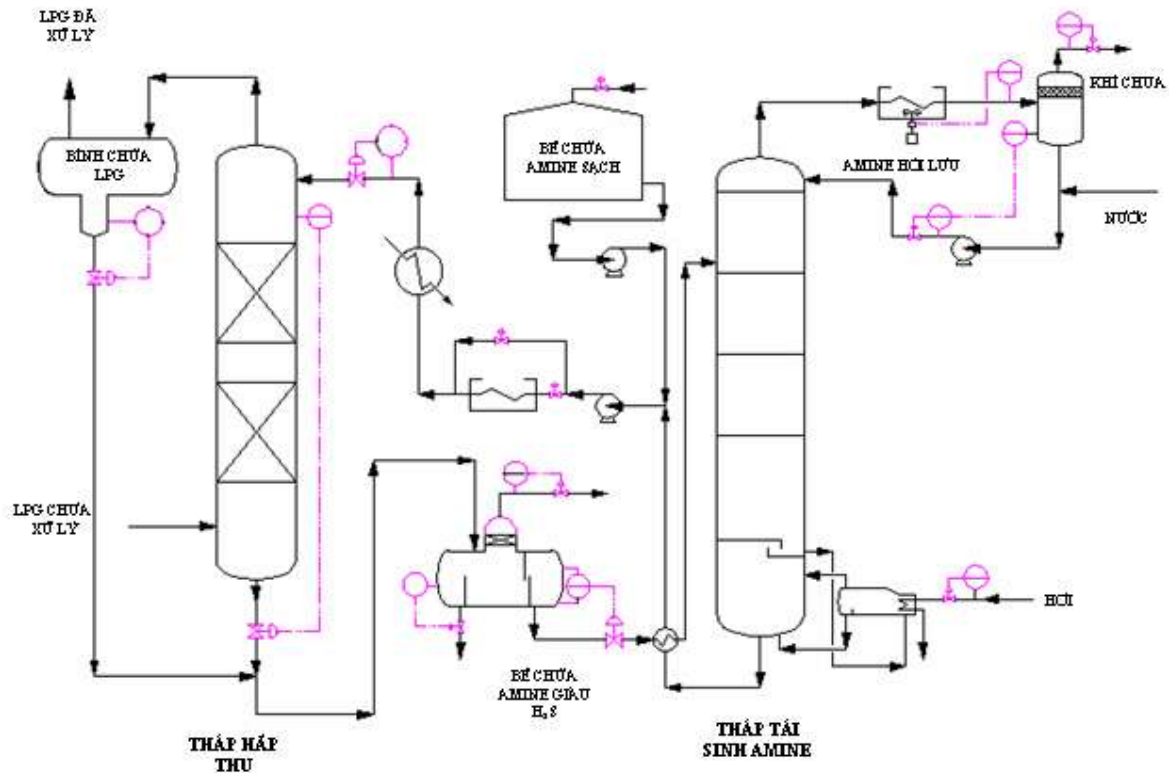 LPG ĐÃ
XỬ LÝ
KHÍ CHUA
BÌNH CHỨA
LPG
BỂ CHỨA
AMINE SẠCH
AMINE HỒI LƯU
NƯỚC
LPG CHƯA
XỬ LÝ
HƠI
BỂ CHỨA
AMINE GIÀU
H₂S
THÁP HẤP
THU
THÁP TÁI
SINH AMINE